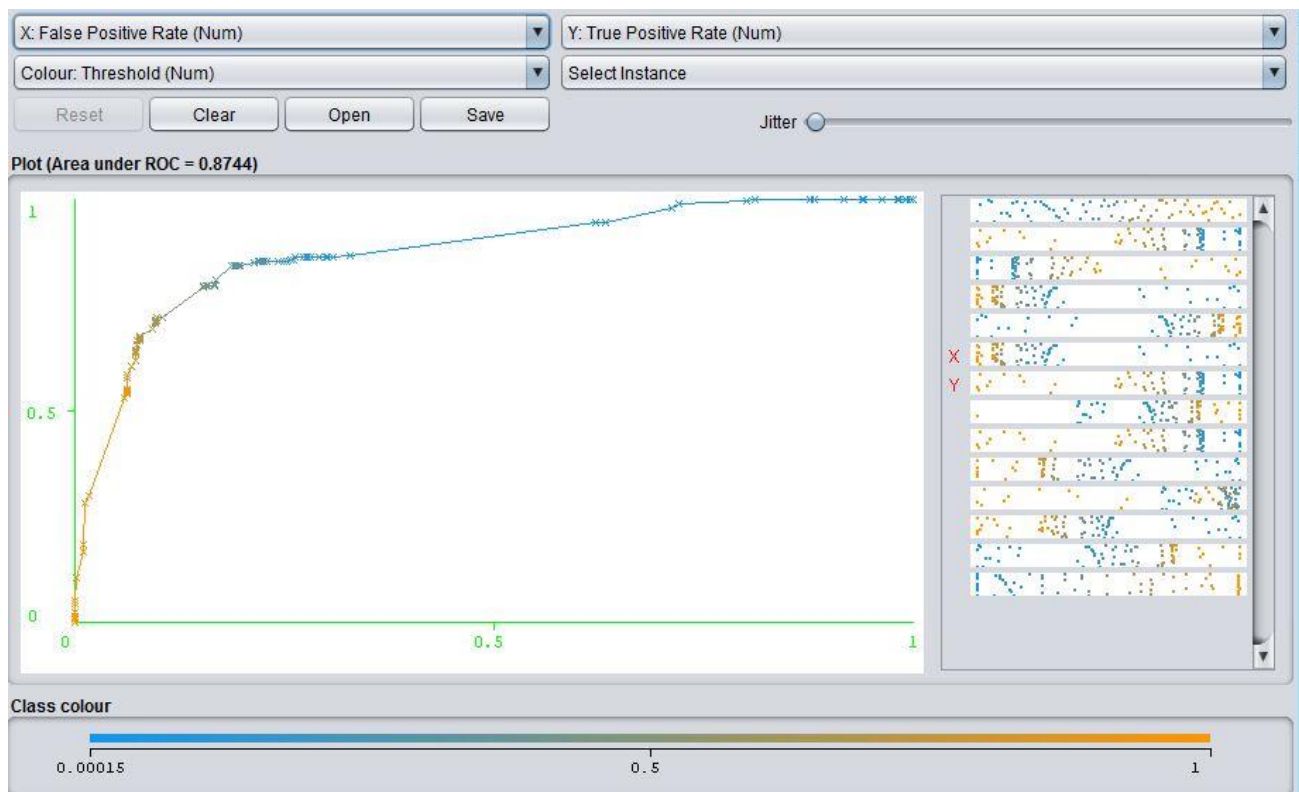 X: False Positive Rate (Num) Y: True Positive Rate (Num)
Colour: Threshold (Num) Select Instance
Reset Clear Open Save Jitter
Plot (Area under ROC = 0.8744)
1
X
Y
0.5
0
0 0.5 1
Class colour
0.00015 0.5 1